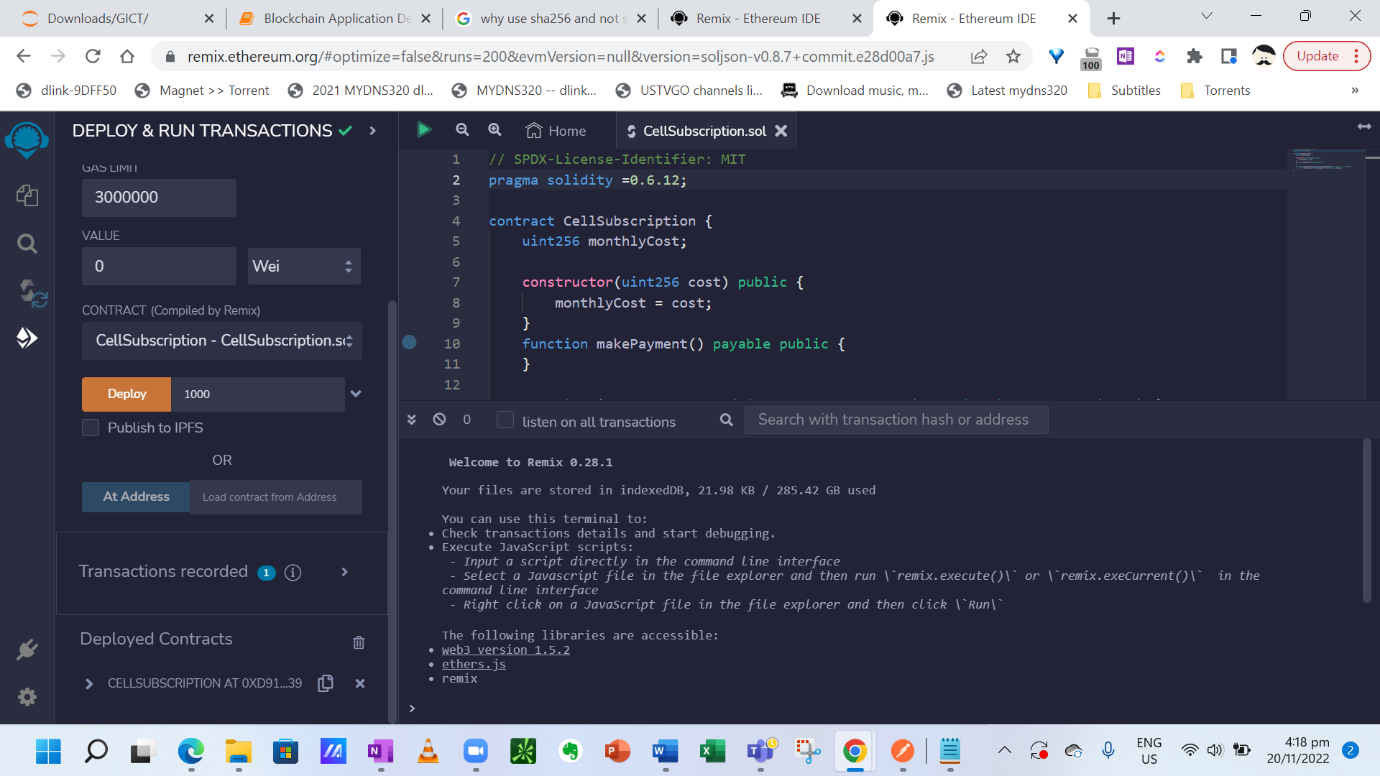 Downloads/GICT/
Blockchain Application De
why use sha256 and not s
Remix - Ethereum IDE
Remix - Ethereum IDE
remix.ethereum.org/#optimize=false&runs=200&evmVersion=null&version=soljson-v0.8.7+commit.e28d00a7.js
100
Update
dlink-9DFF50
Magnet >> Torrent
2021 MYDNS320 dl...
MYDNS320 -- dlink...
USTVGO channels li...
Download music, m...
Latest mydns320
Subtitles
Torrents
»
DEPLOY & RUN TRANSACTIONS
GAS LIMIT
3000000
VALUE
0
Wei
CONTRACT (Compiled by Remix)
CellSubscription - CellSubscription.so
Deploy
1000
Publish to IPFS
OR
At Address
Load contract from Address
Transactions recorded 1
Deployed Contracts
CELLSUBSCRIPTION AT 0XD91...39
Home
CellSubscription.sol
1 // SPDX-License-Identifier: MIT
2 pragma solidity =0.6.12;
3
4 contract CellSubscription {
5 uint256 monthlyCost;
6
7 constructor(uint256 cost) public {
8 monthlyCost = cost;
9 }
10 function makePayment() payable public {
11 }
12
0
listen on all transactions
Search with transaction hash or address
Welcome to Remix 0.28.1
Your files are stored in indexedDB, 21.98 KB / 285.42 GB used
You can use this terminal to:
• Check transactions details and start debugging.
• Execute JavaScript scripts:
- Input a script directly in the command line interface
- Select a Javascript file in the file explorer and then run \`remix.execute()\` or \`remix.exeCurrent()\` in the
command line interface
- Right click on a JavaScript file in the file explorer and then click \`Run\`
The following libraries are accessible:
• web3 version 1.5.2
• ethers.js
• remix
>
ENG
US
4:18 pm
20/11/2022
2